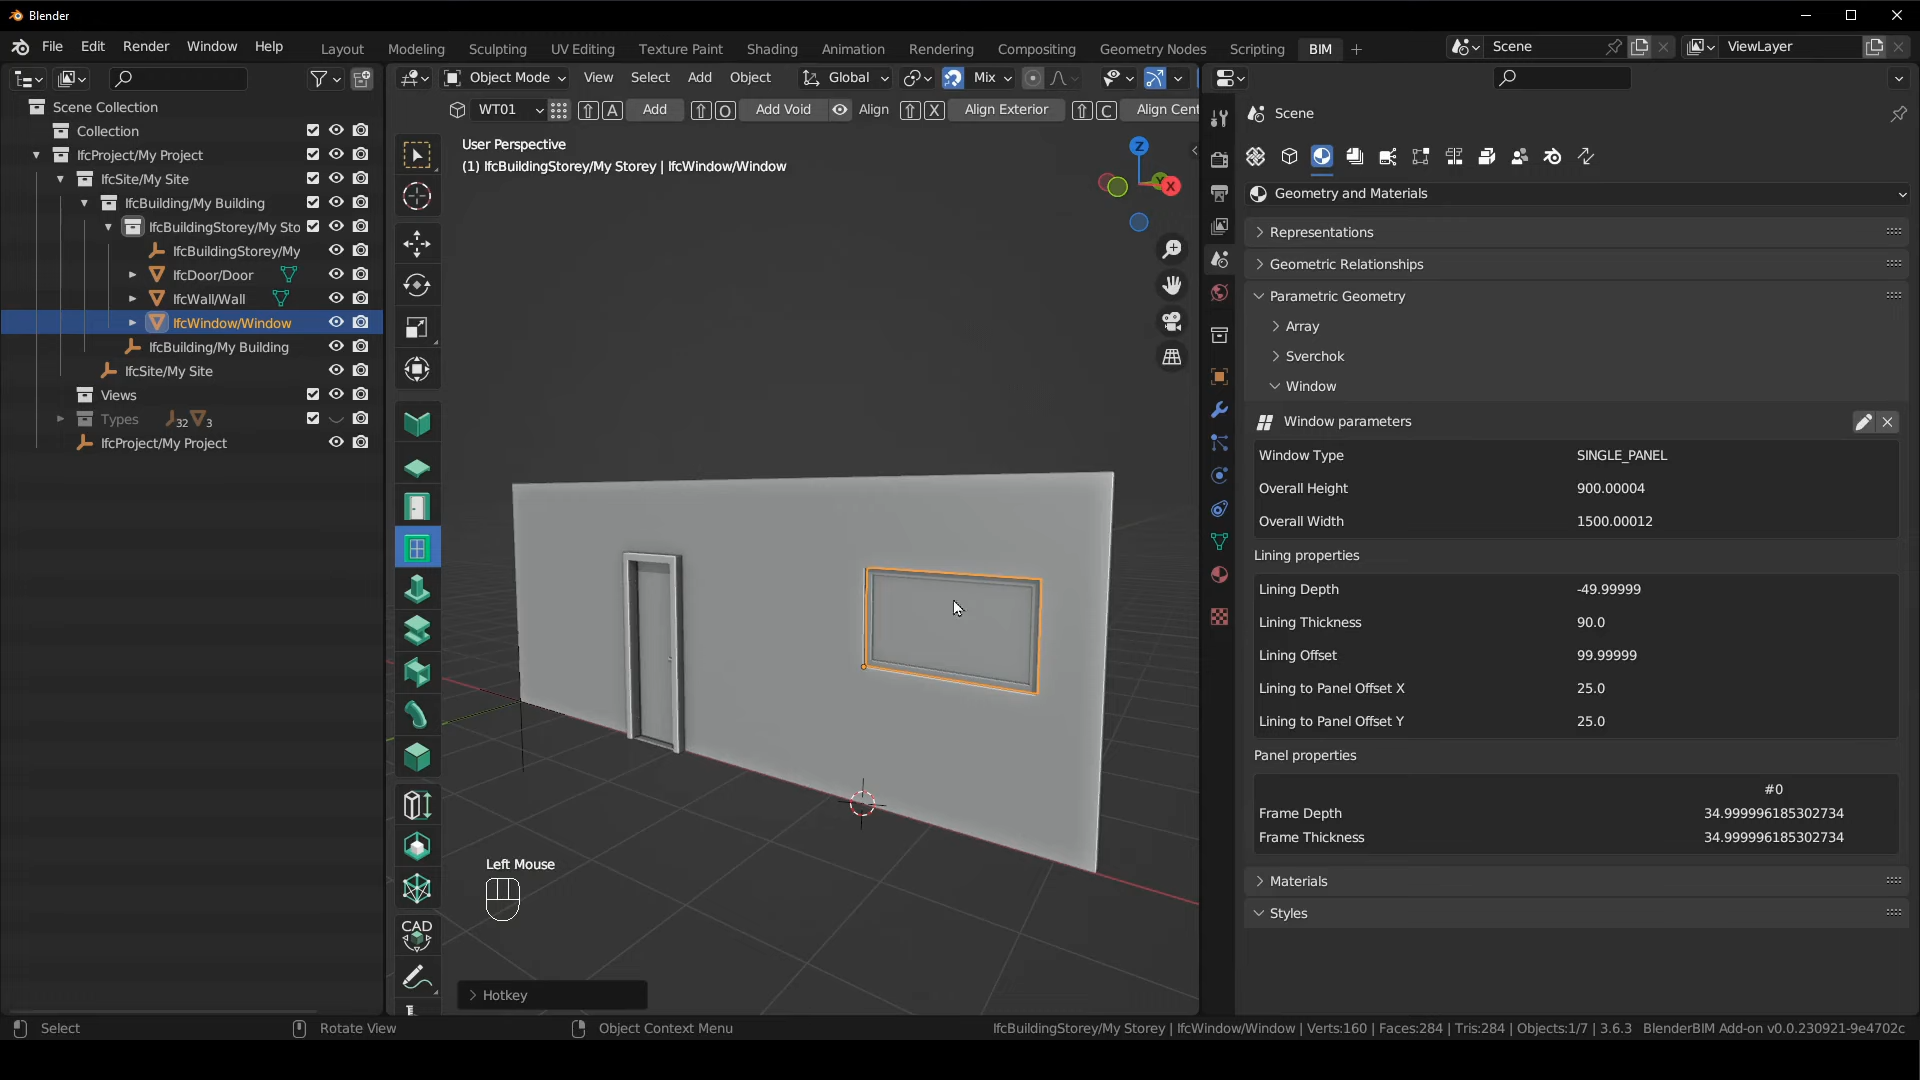 Blender
File Edit Render Window Help
Layout Modeling Sculpting UV Editing Texture Paint Shading Animation Rendering Compositing Geometry Nodes Scripting BIM
Scene
ViewLayer
Object Mode View Select Add Object Global Mix
WT01 A Add O Add Void Align X Align Exterior C Align Cent
Scene Collection
Collection
IfcProject/My Project
IfcSite/My Site
IfcBuilding/My Building
IfcBuildingStorey/My Sto
IfcBuildingStorey/My
IfcDoor/Door
IfcWall/Wall
IfcWindow/Window
IfcBuilding/My Building
IfcSite/My Site
Views
Types 32 3
IfcProject/My Project
User Perspective
(1) IfcBuildingStorey/My Storey | IfcWindow/Window
Z
Y
X
CAD
Left Mouse
Hotkey
Scene
Geometry and Materials
Representations
Geometric Relationships
Parametric Geometry
Array
Sverchok
Window
Window parameters
Window Type SINGLE_PANEL
Overall Height 900.00004
Overall Width 1500.00012
Lining properties
Lining Depth -49.99999
Lining Thickness 90.0
Lining Offset 99.99999
Lining to Panel Offset X 25.0
Lining to Panel Offset Y 25.0
Panel properties
#0
Frame Depth 34.999996185302734
Frame Thickness 34.999996185302734
Materials
Styles
Select Rotate View Object Context Menu
IfcBuildingStorey/My Storey | IfcWindow/Window | Verts:160 | Faces:284 | Tris:284 | Objects:1/7 | 3.6.3 BlenderBIM Add-on v0.0.230921-9e4702c